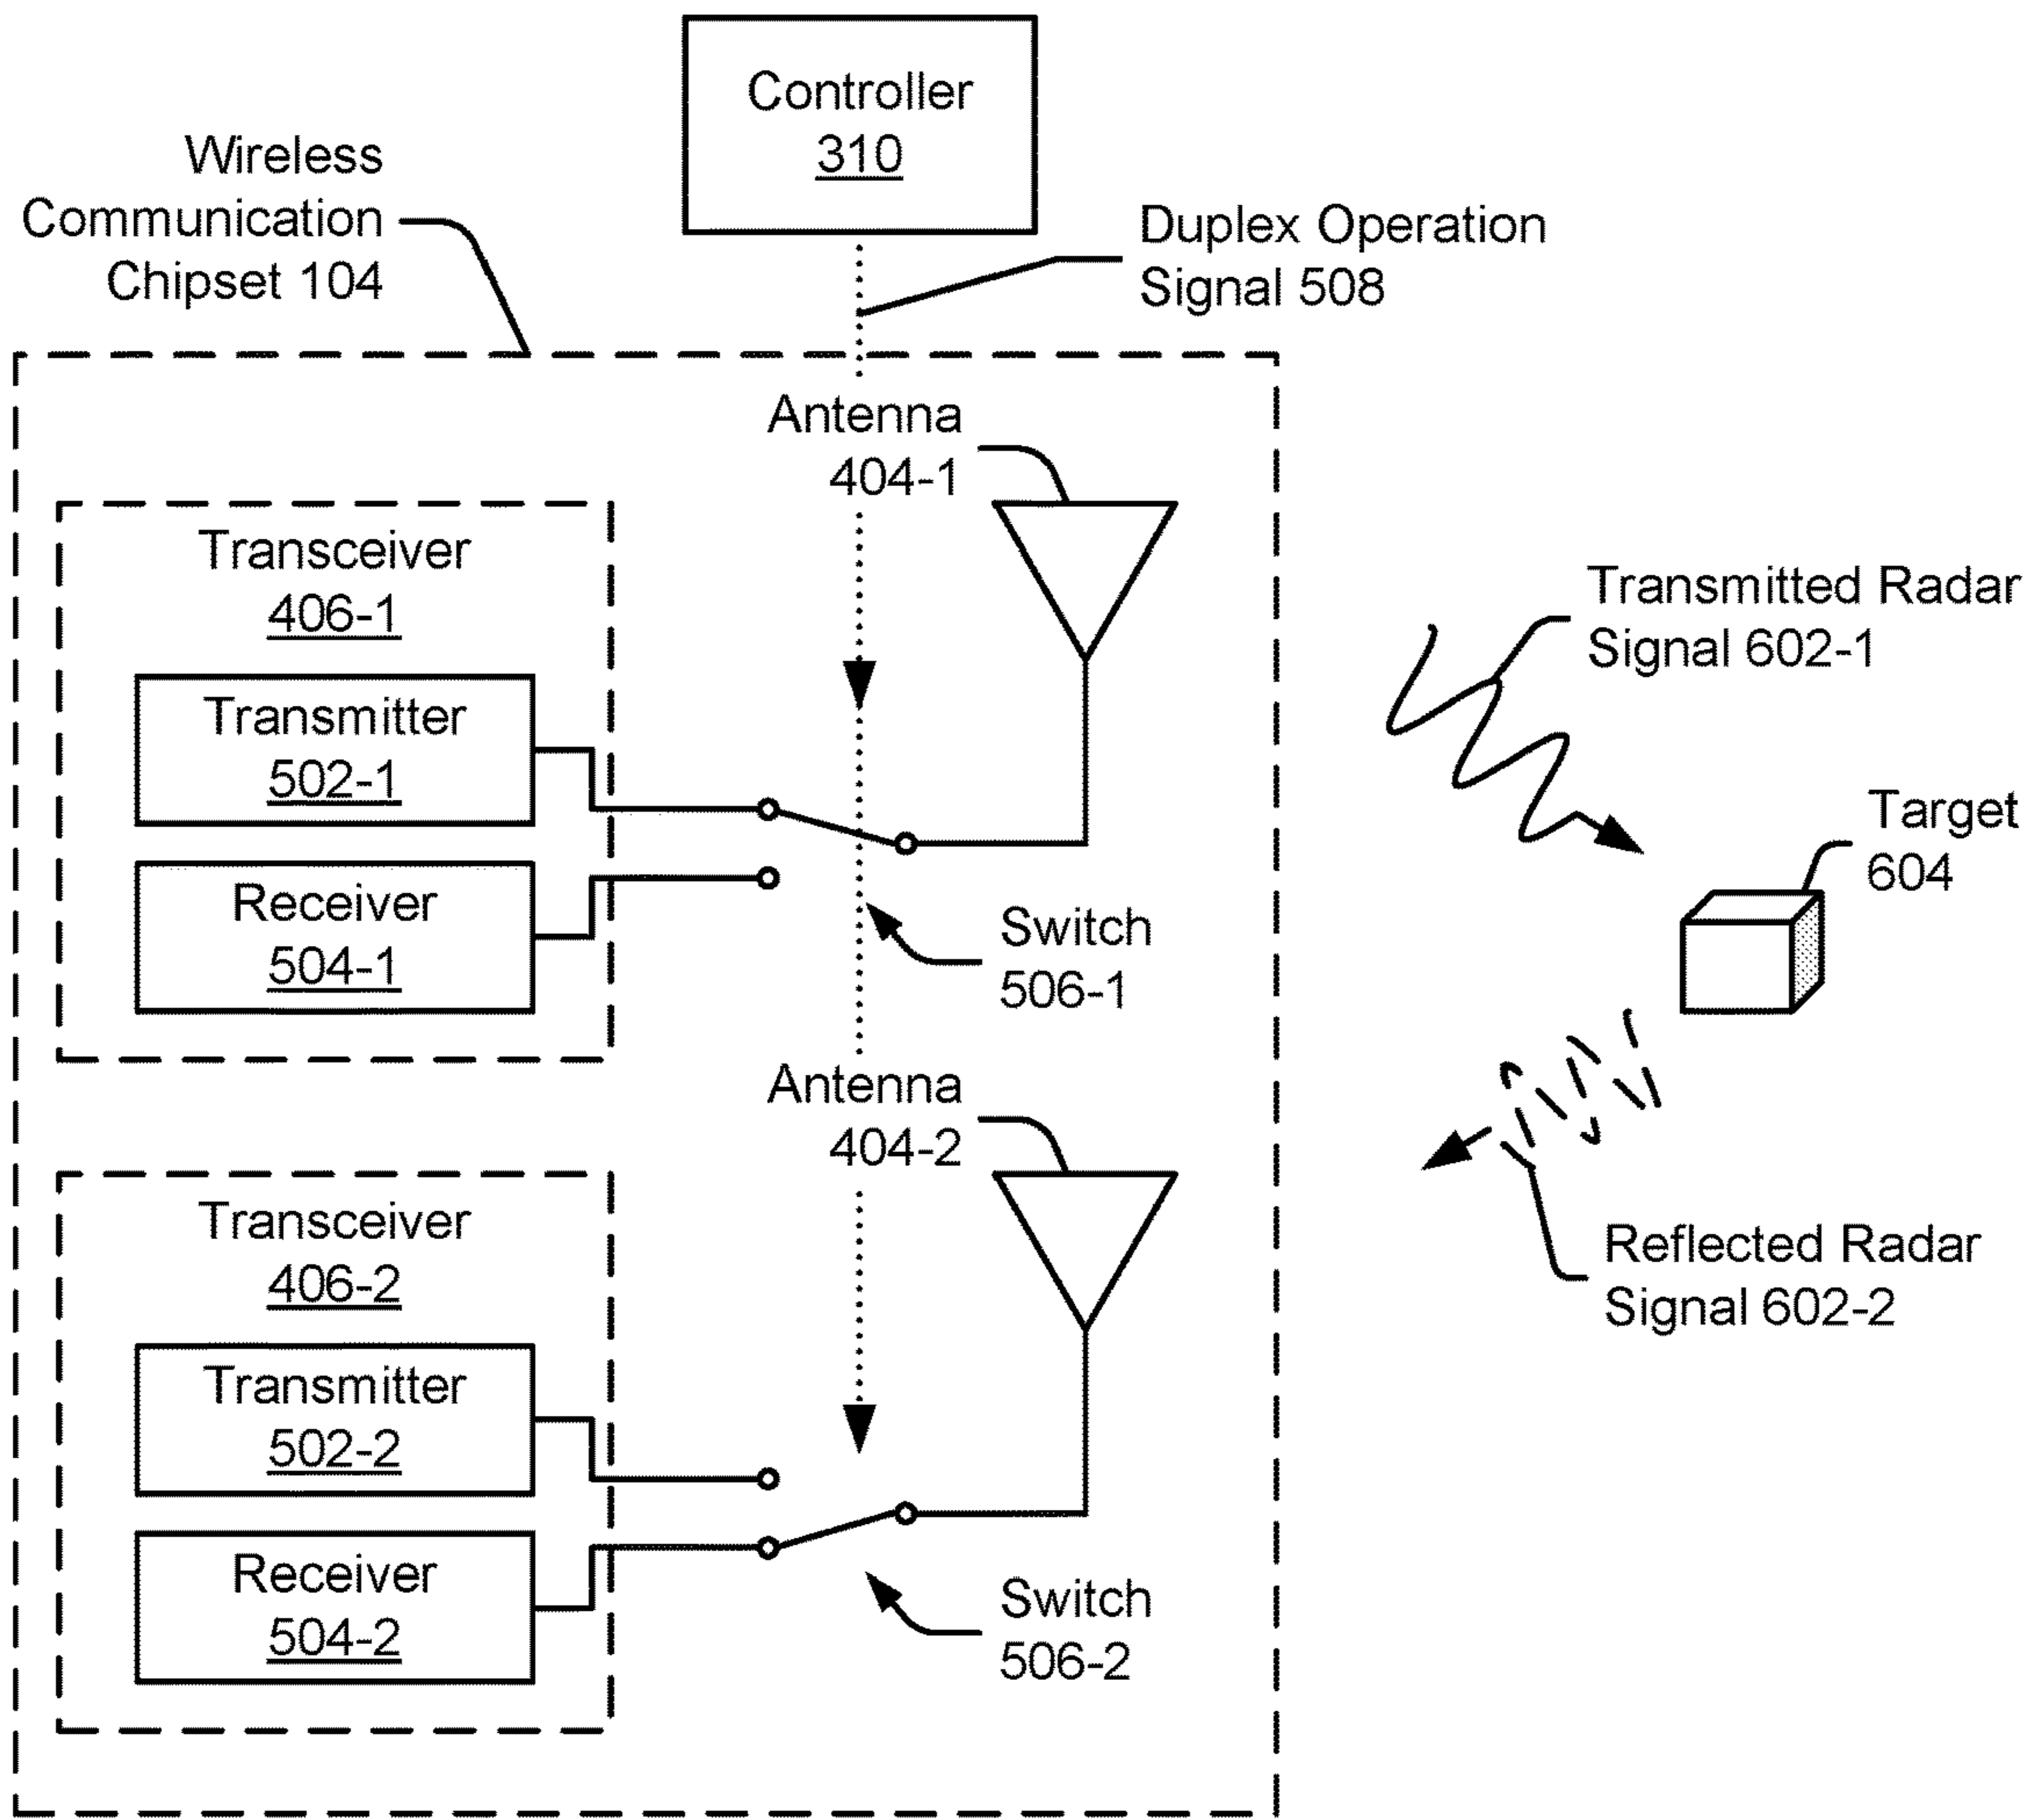 Controller
310
Wireless
Communication
Chipset 104
Duplex Operation
Signal 508
Antenna
404-1
Transceiver
406-1
Transmitter
502-1
Receiver
504-1
Switch
506-1
Transmitted Radar
Signal 602-1
Target
604
Antenna
404-2
Transceiver
406-2
Transmitter
502-2
Receiver
504-2
Switch
506-2
Reflected Radar
Signal 602-2